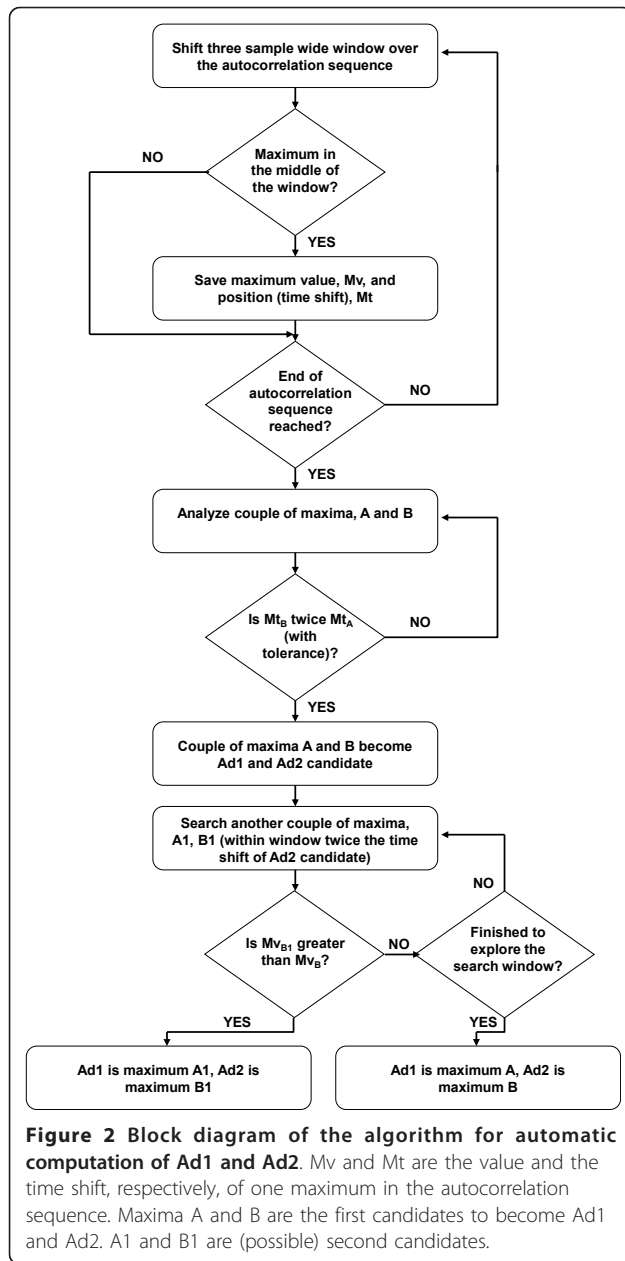 Shift three sample wide window over
the autocorrelation sequence
NO
Maximum in
the middle of
the window?
YES
Save maximum value, Mv, and
position (time shift), Mt
End of
autocorrelation
sequence
reached?
NO
YES
Analyze couple of maxima, A and B
Is MtB twice MtA
(with
tolerance)?
NO
YES
Couple of maxima A and B become
Ad1 and Ad2 candidate
Search another couple of maxima,
A1, B1 (within window twice the time
shift of Ad2 candidate)
NO
Is MvB1 greater
than MvB?
NO
Finished to
explore the
search window?
YES
YES
Ad1 is maximum A1, Ad2 is
maximum B1
Ad1 is maximum A, Ad2 is
maximum B
Figure 2 Block diagram of the algorithm for automatic
computation of Ad1 and Ad2. Mv and Mt are the value and the
time shift, respectively, of one maximum in the autocorrelation
sequence. Maxima A and B are the first candidates to become Ad1
and Ad2. A1 and B1 are (possible) second candidates.